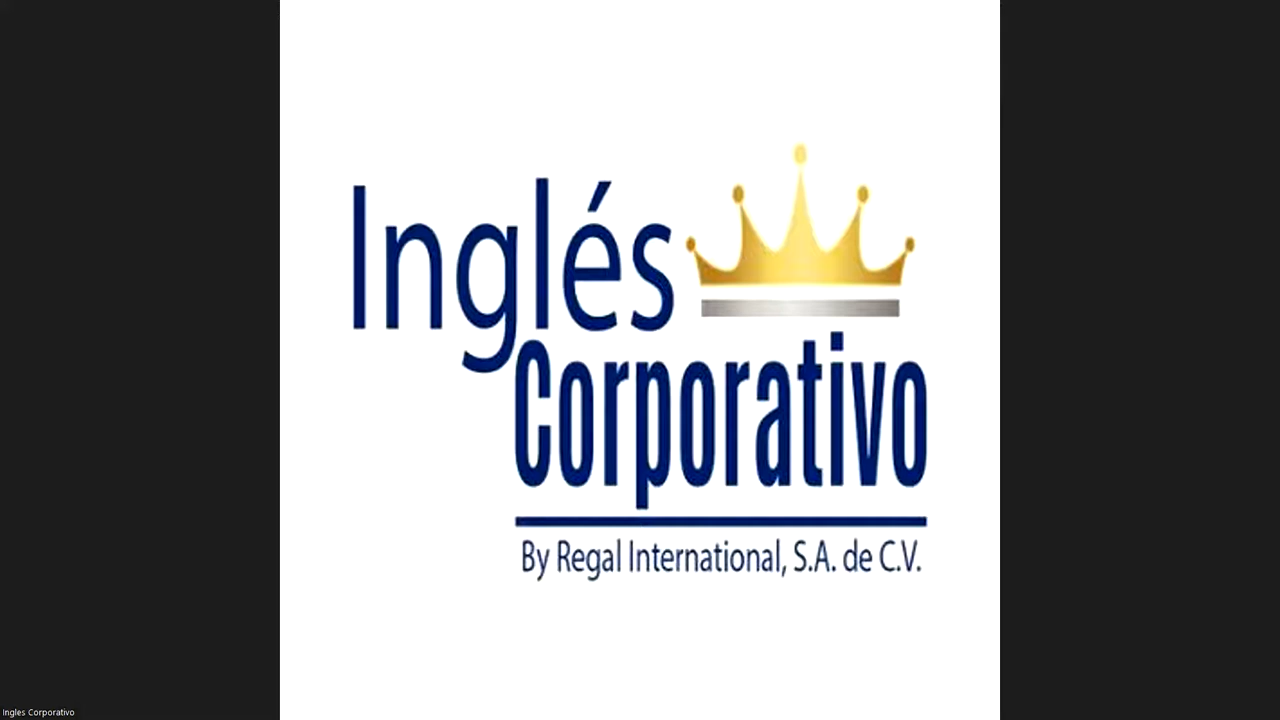 Inglés
Corporativo
By Regal International, S.A. de C.V.
Ingles Corporativo